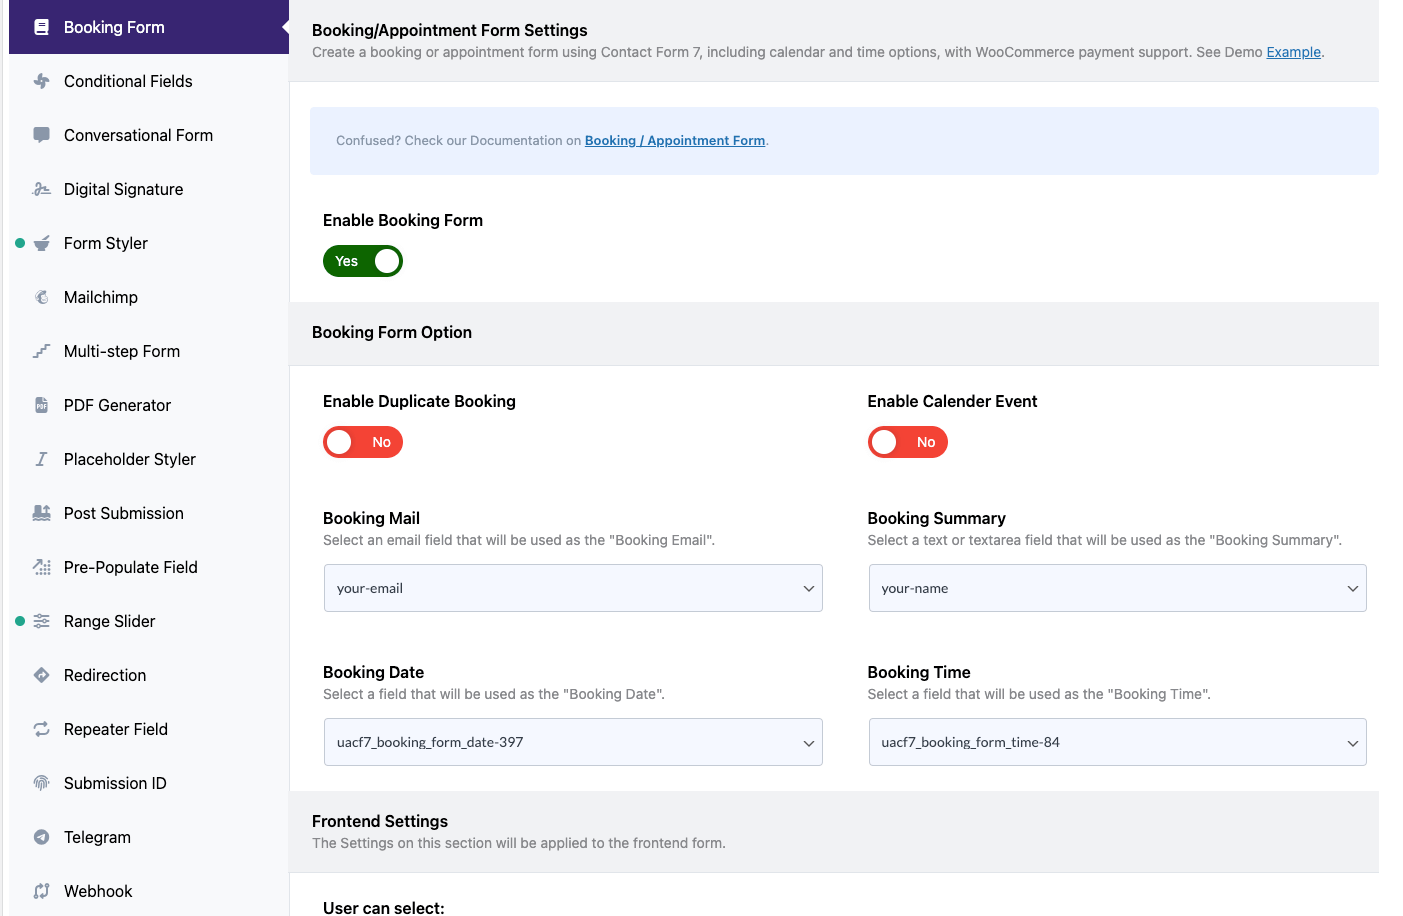 Booking Form
Conditional Fields
Conversational Form
Digital Signature
Form Styler
Mailchimp
Multi-step Form
PDF Generator
Placeholder Styler
Post Submission
Pre-Populate Field
Range Slider
Redirection
Repeater Field
Submission ID
Telegram
Webhook
Booking/Appointment Form Settings
Create a booking or appointment form using Contact Form 7, including calendar and time options, with WooCommerce payment support. See Demo Example.
Confused? Check our Documentation on Booking / Appointment Form.
Enable Booking Form
Yes
Booking Form Option
Enable Duplicate Booking
No
Enable Calender Event
No
Booking Mail
Select an email field that will be used as the "Booking Email".
your-email
Booking Summary
Select a text or textarea field that will be used as the "Booking Summary".
your-name
Booking Date
Select a field that will be used as the "Booking Date".
uacf7_booking_form_date-397
Booking Time
Select a field that will be used as the "Booking Time".
uacf7_booking_form_time-84
Frontend Settings
The Settings on this section will be applied to the frontend form.
User can select: